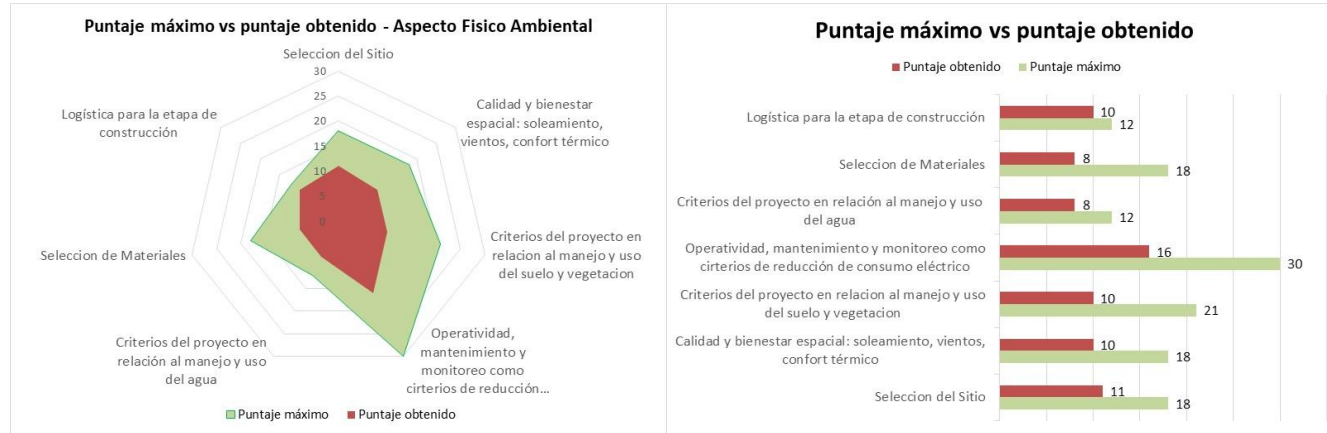 Puntaje máximo vs puntaje obtenido - Aspecto Fisico Ambiental
Seleccion del Sitio
30
25
20
15
10
5
0
Calidad y bienestar
espacial: soleamiento,
vientos, confort térmico
Criterios del proyecto en
relacion al manejo y uso
del suelo y vegetacion
Operatividad,
mantenimiento y
monitoreo como
cirterios de reducción...
Criterios del proyecto en
relación al manejo y uso
del agua
Seleccion de Materiales
Logística para la etapa de
construcción
Puntaje máximo
Puntaje obtenido
Puntaje máximo vs puntaje obtenido
Puntaje obtenido
Puntaje máximo
Logística para la etapa de construcción
10
12
Seleccion de Materiales
8
18
Criterios del proyecto en relación al manejo y uso
del agua
8
12
Operatividad, mantenimiento y monitoreo como
cirterios de reducción de consumo eléctrico
16
30
Criterios del proyecto en relacion al manejo y uso
del suelo y vegetacion
10
21
Calidad y bienestar espacial: soleamiento, vientos,
confort térmico
10
18
Seleccion del Sitio
11
18